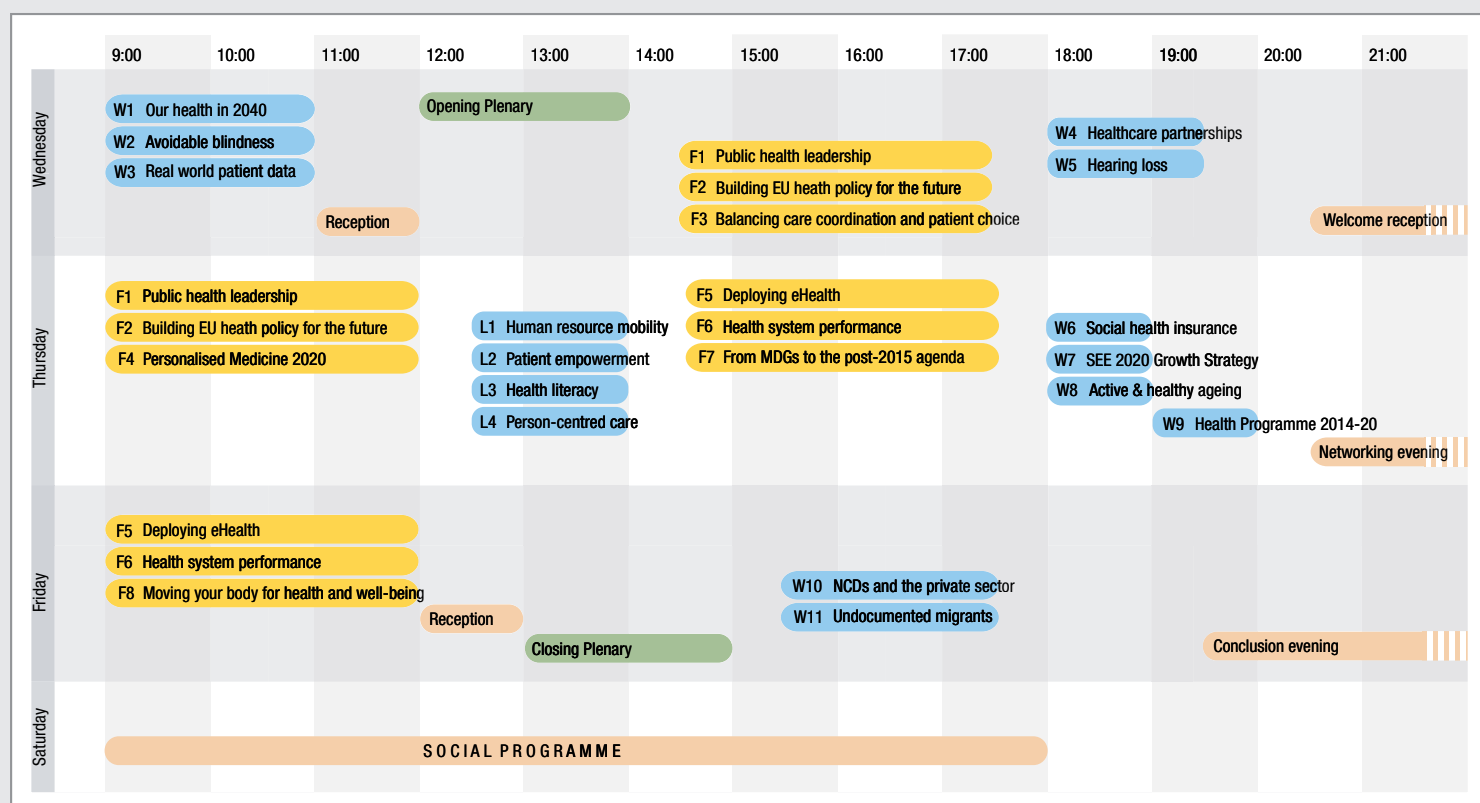 9:00 10:00 11:00 12:00 13:00 14:00 15:00 16:00 17:00 18:00 19:00 20:00 21:00
Wednesday
W1 Our health in 2040
W2 Avoidable blindness
W3 Real world patient data
Reception
Opening Plenary
F1 Public health leadership
F2 Building EU heath policy for the future
F3 Balancing care coordination and patient choice
W4 Healthcare partnerships
W5 Hearing loss
Welcome reception
Thursday
F1 Public health leadership
F2 Building EU heath policy for the future
F4 Personalised Medicine 2020
L1 Human resource mobility
L2 Patient empowerment
L3 Health literacy
L4 Person-centred care
F5 Deploying eHealth
F6 Health system performance
F7 From MDGs to the post-2015 agenda
W6 Social health insurance
W7 SEE 2020 Growth Strategy
W8 Active & healthy ageing
W9 Health Programme 2014-20
Networking evening
Friday
F5 Deploying eHealth
F6 Health system performance
F8 Moving your body for health and well-being
Reception
Closing Plenary
W10 NCDs and the private sector
W11 Undocumented migrants
Conclusion evening
Saturday
SOCIAL PROGRAMME